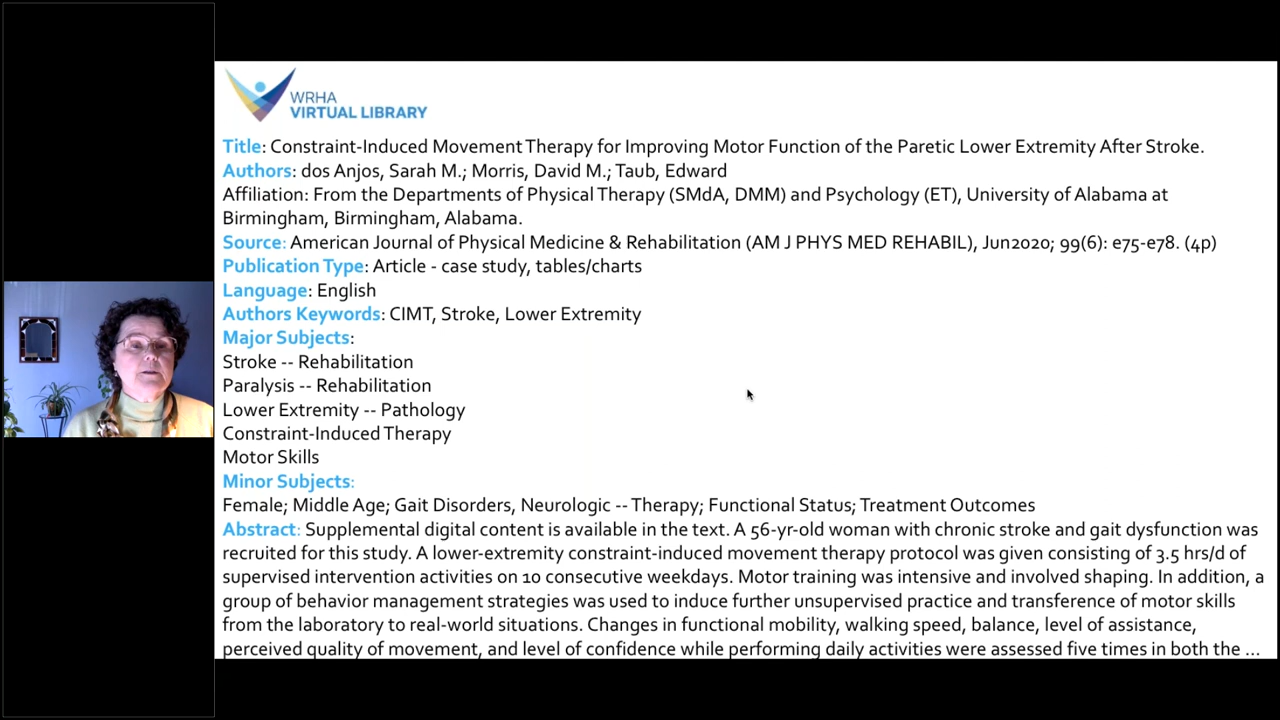 WRHA
VIRTUAL LIBRARY
Title: Constraint-Induced Movement Therapy for Improving Motor Function of the Paretic Lower Extremity After Stroke.
Authors: dos Anjos, Sarah M.; Morris, David M.; Taub, Edward
Affiliation: From the Departments of Physical Therapy (SMdA, DMM) and Psychology (ET), University of Alabama at
Birmingham, Birmingham, Alabama.
Source: American Journal of Physical Medicine & Rehabilitation (AM J PHYS MED REHABIL), Jun2020; 99(6): e75-e78. (4p)
Publication Type: Article - case study, tables/charts
Language: English
Authors Keywords: CIMT, Stroke, Lower Extremity
Major Subjects:
Stroke -- Rehabilitation
Paralysis -- Rehabilitation
Lower Extremity -- Pathology
Constraint-Induced Therapy
Motor Skills
Minor Subjects:
Female; Middle Age; Gait Disorders, Neurologic -- Therapy; Functional Status; Treatment Outcomes
Abstract: Supplemental digital content is available in the text. A 56-yr-old woman with chronic stroke and gait dysfunction was
recruited for this study. A lower-extremity constraint-induced movement therapy protocol was given consisting of 3.5 hrs/d of
supervised intervention activities on 10 consecutive weekdays. Motor training was intensive and involved shaping. In addition, a
group of behavior management strategies was used to induce further unsupervised practice and transference of motor skills
from the laboratory to real-world situations. Changes in functional mobility, walking speed, balance, level of assistance,
perceived quality of movement, and level of confidence while performing daily activities were assessed five times in both the ...